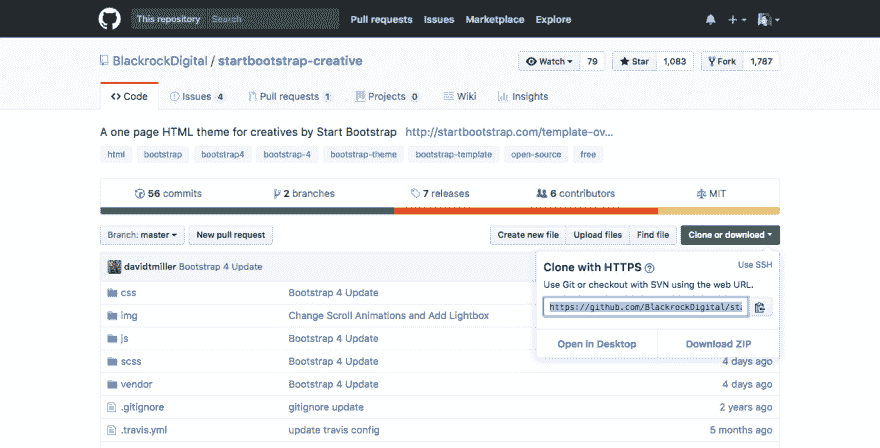 This repository Search Pull requests Issues Marketplace Explore
BlackrockDigital / startbootstrap-creative Watch 79 Star 1,083 Fork 1,787
Code Issues 4 Pull requests 1 Projects 0 Wiki Insights
A one page HTML theme for creatives by Start Bootstrap http://startbootstrap.com/template-ov...
html bootstrap bootstrap4 bootstrap-4 bootstrap-theme bootstrap-template open-source free
56 commits 2 branches 7 releases 6 contributors MIT
Branch: master New pull request Create new file Upload files Find file Clone or download
davidtmiller Bootstrap 4 Update
Clone with HTTPS Use SSH
Use Git or checkout with SVN using the web URL.
https://github.com/BlackrockDigital/st
Open in Desktop Download ZIP
css Bootstrap 4 Update
img Change Scroll Animations and Add Lightbox
js Bootstrap 4 Update
scss Bootstrap 4 Update 4 days ago
vendor Bootstrap 4 Update 4 days ago
.gitignore gitignore update 2 years ago
.travis.yml update travis config 5 months ago